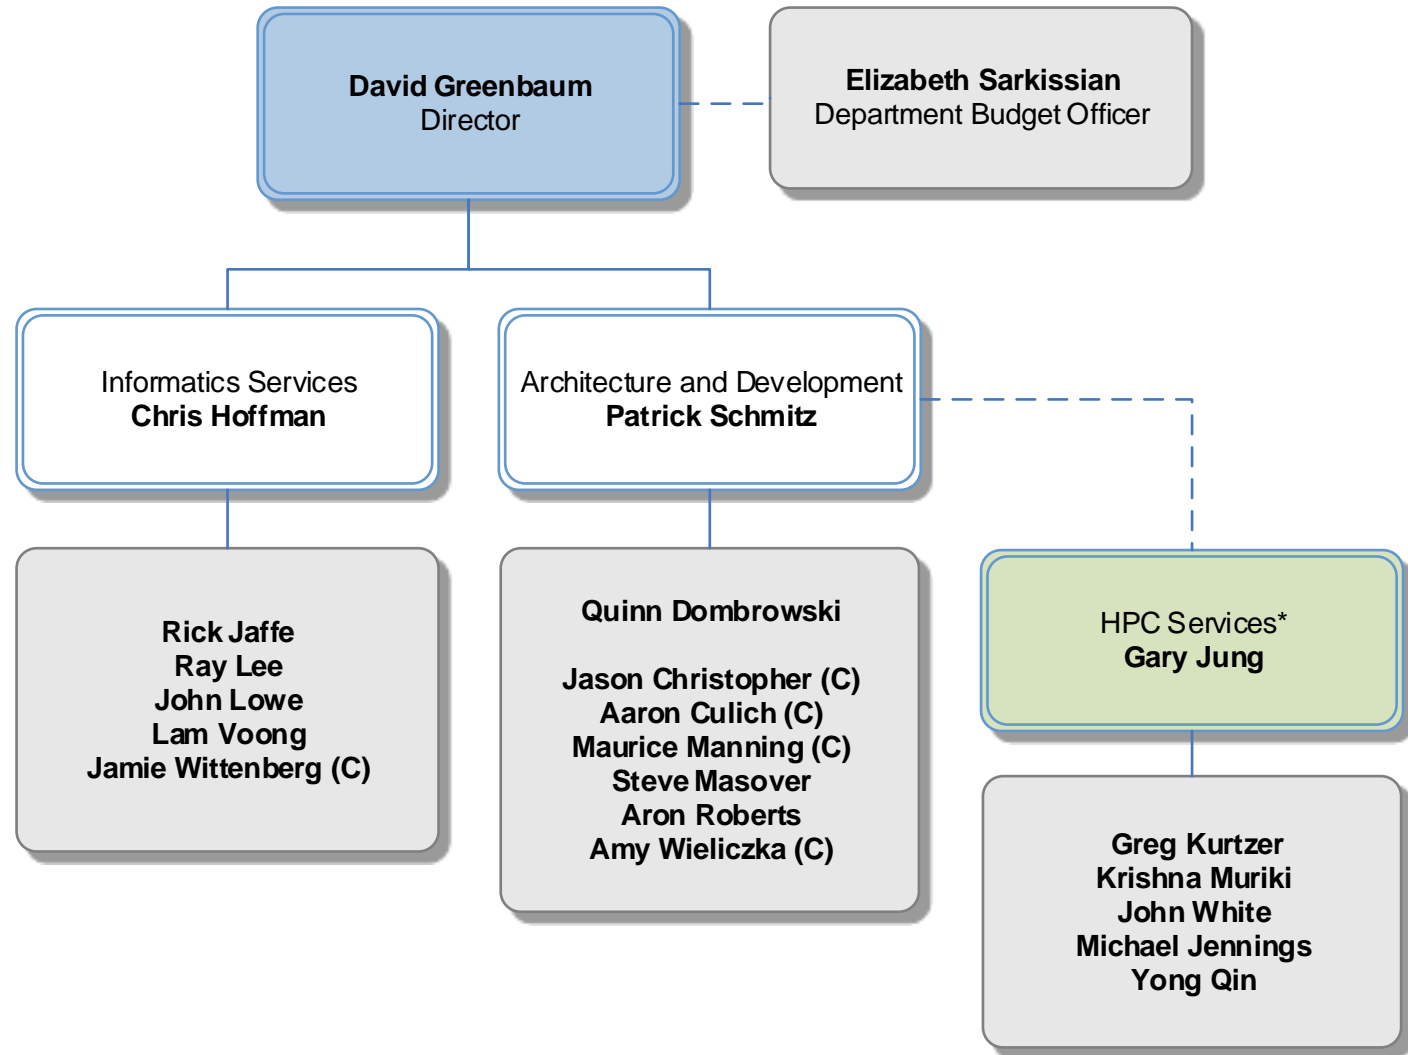 David Greenbaum
Director
Elizabeth Sarkissian
Department Budget Officer
Informatics Services
Chris Hoffman
Architecture and Development
Patrick Schmitz
Rick Jaffe
Ray Lee
John Lowe
Lam Voong
Jamie Wittenberg (C)
Quinn Dombrowski
Jason Christopher (C)
Aaron Culich (C)
Maurice Manning (C)
Steve Masover
Aron Roberts
Amy Wieliczka (C)
HPC Services*
Gary Jung
Greg Kurtzer
Krishna Muriki
John White
Michael Jennings
Yong Qin